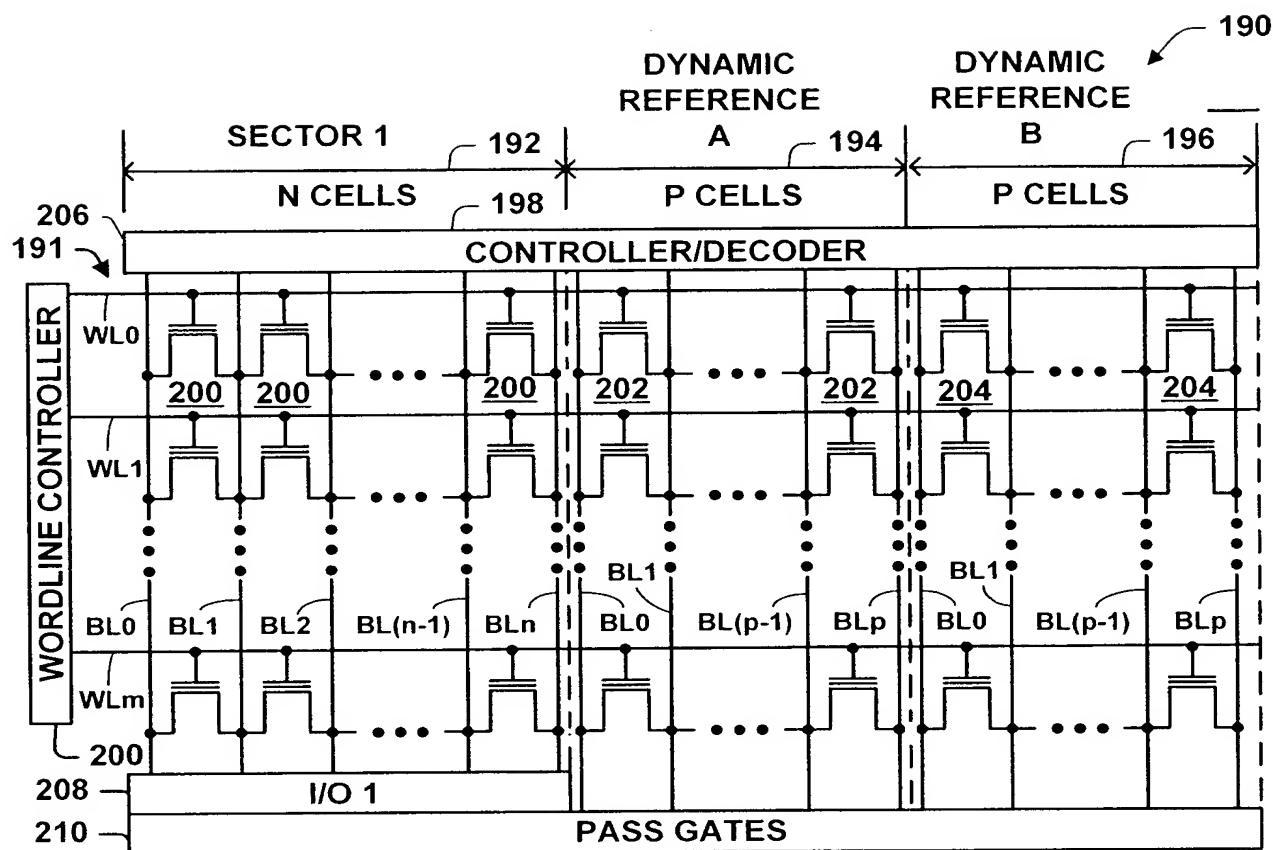 190
DYNAMIC REFERENCE A
DYNAMIC REFERENCE B
SECTOR 1
192
194
196
N CELLS
P CELLS
P CELLS
198
206
191
CONTROLLER/DECODER
WORDLINE CONTROLLER
WL0
200 200 200 202 202 204 204
WL1
BL1 BL1
BL0 BL1 BL2 BL(n-1) BLn BL0 BL(p-1) BLp BL0 BL(p-1) BLp
WLm
200
208
I/O 1
210
PASS GATES